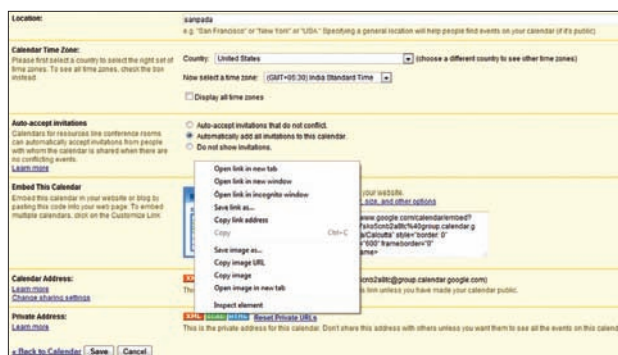 Location:
sanpada
e.g. "San Francisco" or "New York" or "USA." Specifying a general location will help people find events on your calendar (if it's public)
Calendar Time Zone:
Please first select a country to select the right set of
time zones. To see all time zones, check the box
instead.
Country: United States (choose a different country to see other time zones)
Now select a time zone: (GMT+05:30) India Standard Time
Display all time zones
Auto-accept invitations
Calendars for resources like conference rooms
can automatically accept invitations from people
with whom the calendar is shared when there are
no conflicting events.
Learn more
Auto-accept invitations that do not conflict.
Automatically add all invitations to this calendar.
Do not show invitations.
Embed This Calendar
Embed this calendar in your website or blog by
pasting this code into your web page. To embed
multiple calendars, click on the Customize Link
your website.
, size, and other options
www.google.com/calendar/embed?
%40group.calendar.g
/Calcutta" style="border: 0"
"600" frameborder="0"
Open link in new tab
Open link in new window
Open link in incognito window
Save link as...
Copy link address
Copy Ctrl+C
Save image as...
Copy image URL
Copy image
Open image in new tab
Inspect element
Calendar Address:
Learn more
Change sharing settings
@group.calendar.google.com)
link unless you have made your calendar public.
Private Address:
Learn more
XML ICAL HTML Reset Private URLs
This is the private address for this calendar. Don't share this address with others unless you want them to see all the events on this calend
« Back to Calendar Save Cancel